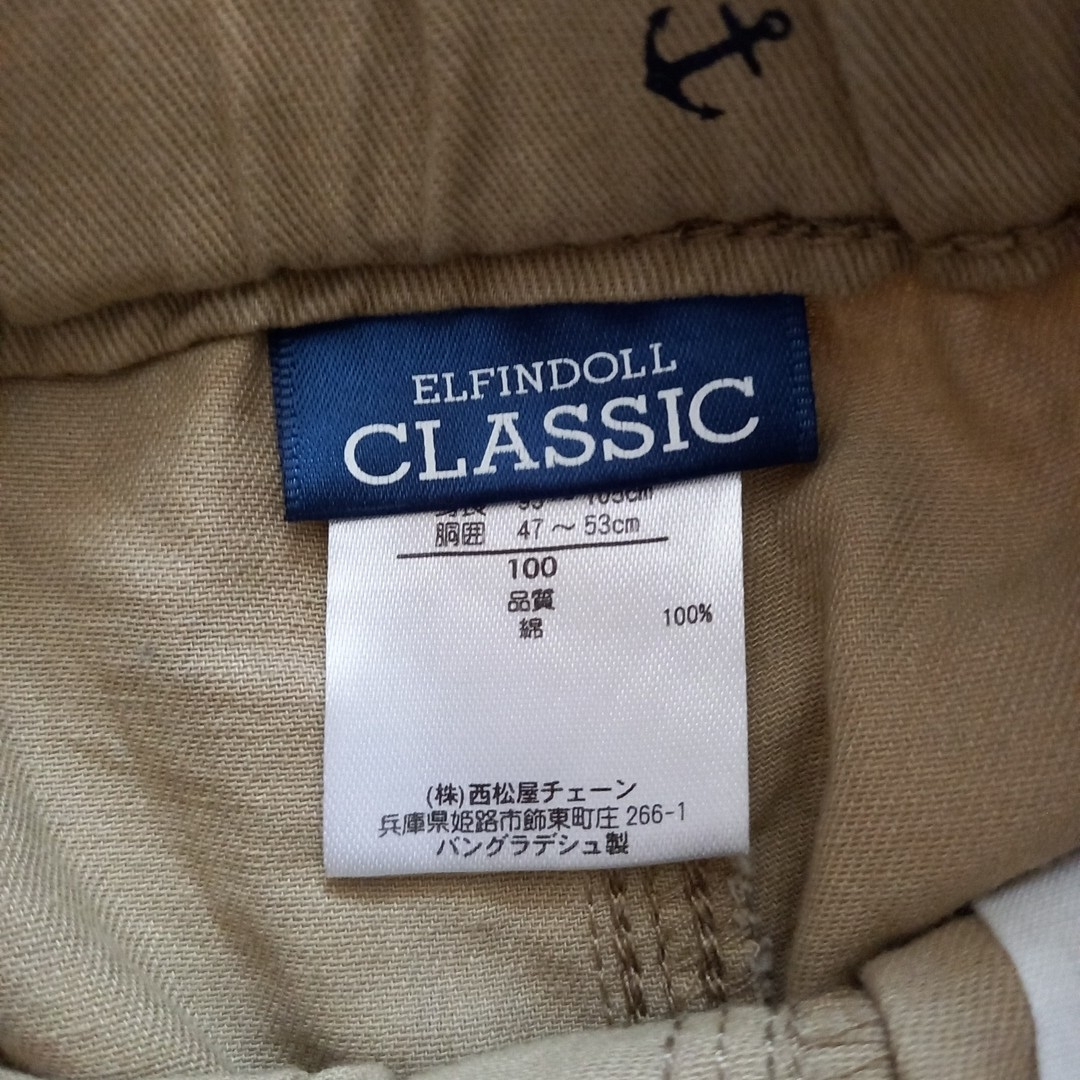 ELFINDOLL
CLASSIC
胴囲 47～53cm
100
品質
綿 100%
(株)西松屋チェーン
兵庫県姫路市飾東町庄 266-1
バングラデシュ製